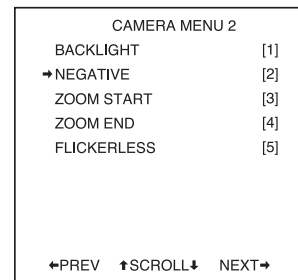 CAMERA MENU 2
BACKLIGHT [1]
➡NEGATIVE [2]
ZOOM START [3]
ZOOM END [4]
FLICKERLESS [5]
⬅PREV ⬆SCROLL⬇ NEXT➡